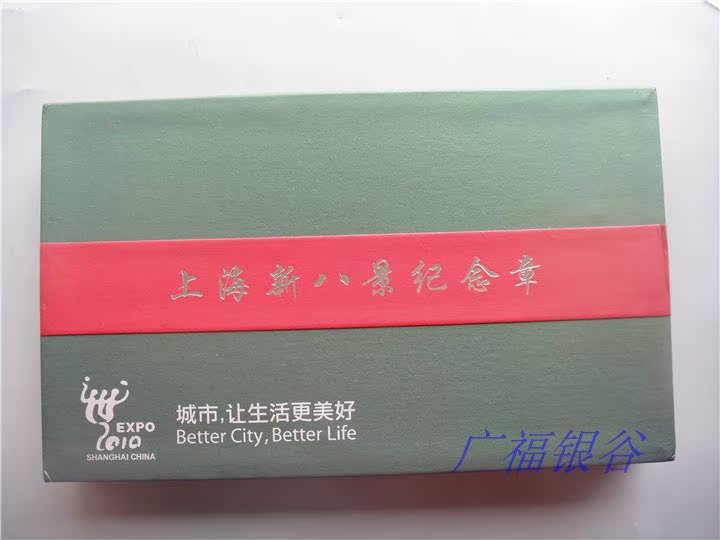 上海新八景纪念章
EXPO
2010
SHANGHAI CHINA
城市,让生活更美好
Better City, Better Life
广福银谷